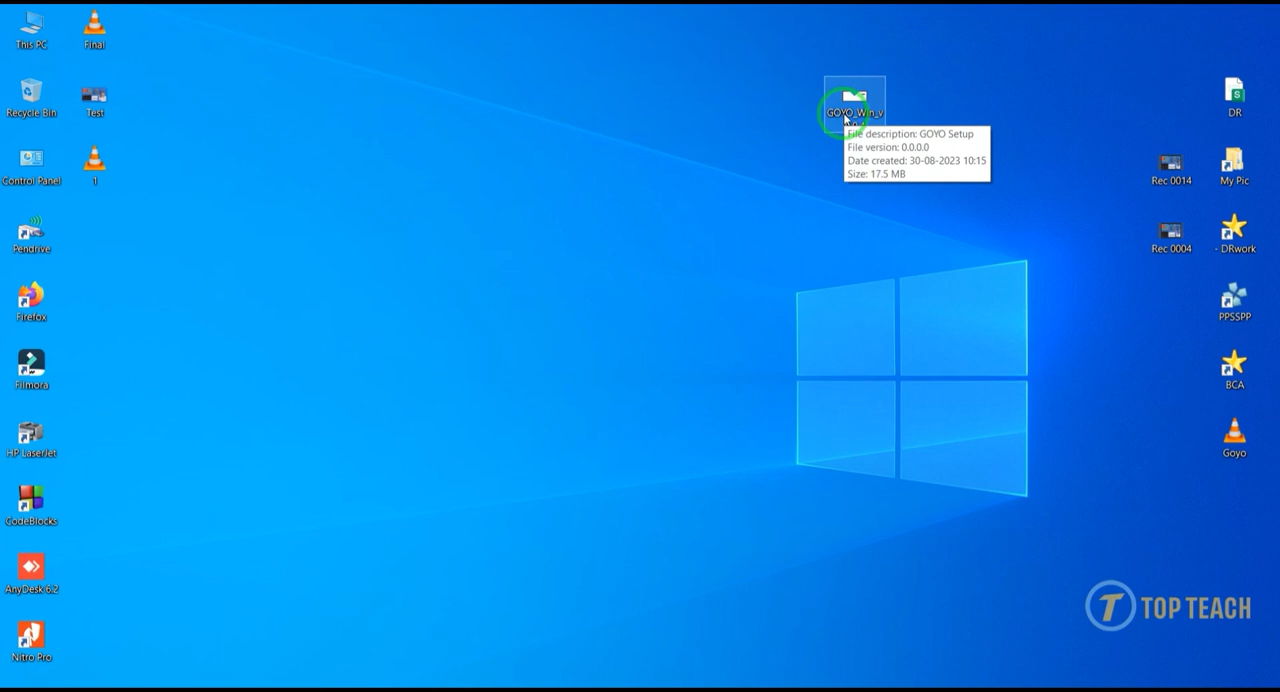 This PC
Final
Recycle Bin
Test
Control Panel
1
Pendrive
Firefox
Filmora
HP LaserJet
CodeBlocks
AnyDesk 6.2
Nitro Pro
GOYO_Win_v
File description: GOYO Setup
File version: 0.0.0.0
Date created: 30-08-2023 10:15
Size: 17.5 MB
S
DR
Rec 0014
My Pic
Rec 0004
- DRwork
PPSSPP
BCA
Goyo
T TOP TEACH